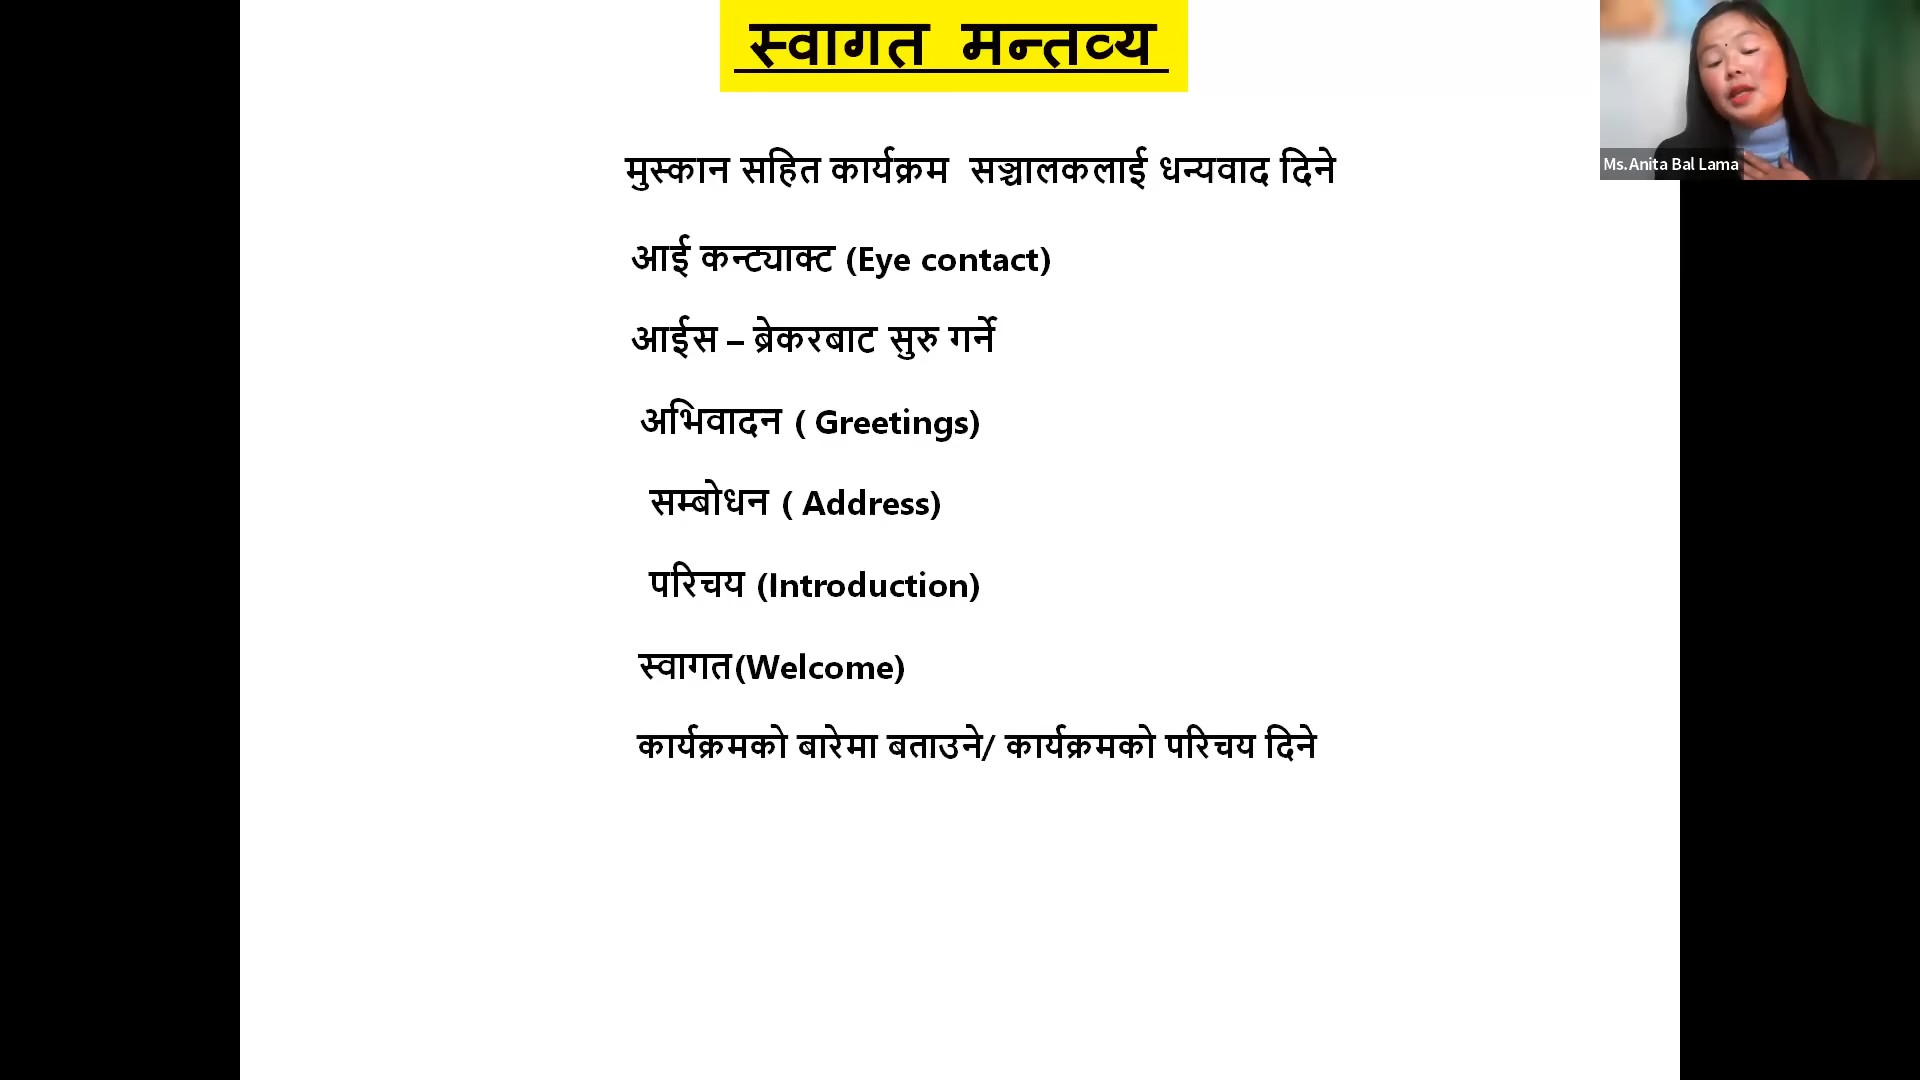 स्वागत मन्तव्य
मुस्कान सहित कार्यक्रम सञ्चालकलाई धन्यवाद दिने
आई कन्ट्याक्ट (Eye contact)
आईस – ब्रेकरबाट सुरु गर्ने
अभिवादन ( Greetings)
सम्बोधन ( Address)
परिचय (Introduction)
स्वागत(Welcome)
कार्यक्रमको बारेमा बताउने/ कार्यक्रमको परिचय दिने
Ms.Anita Bal Lama